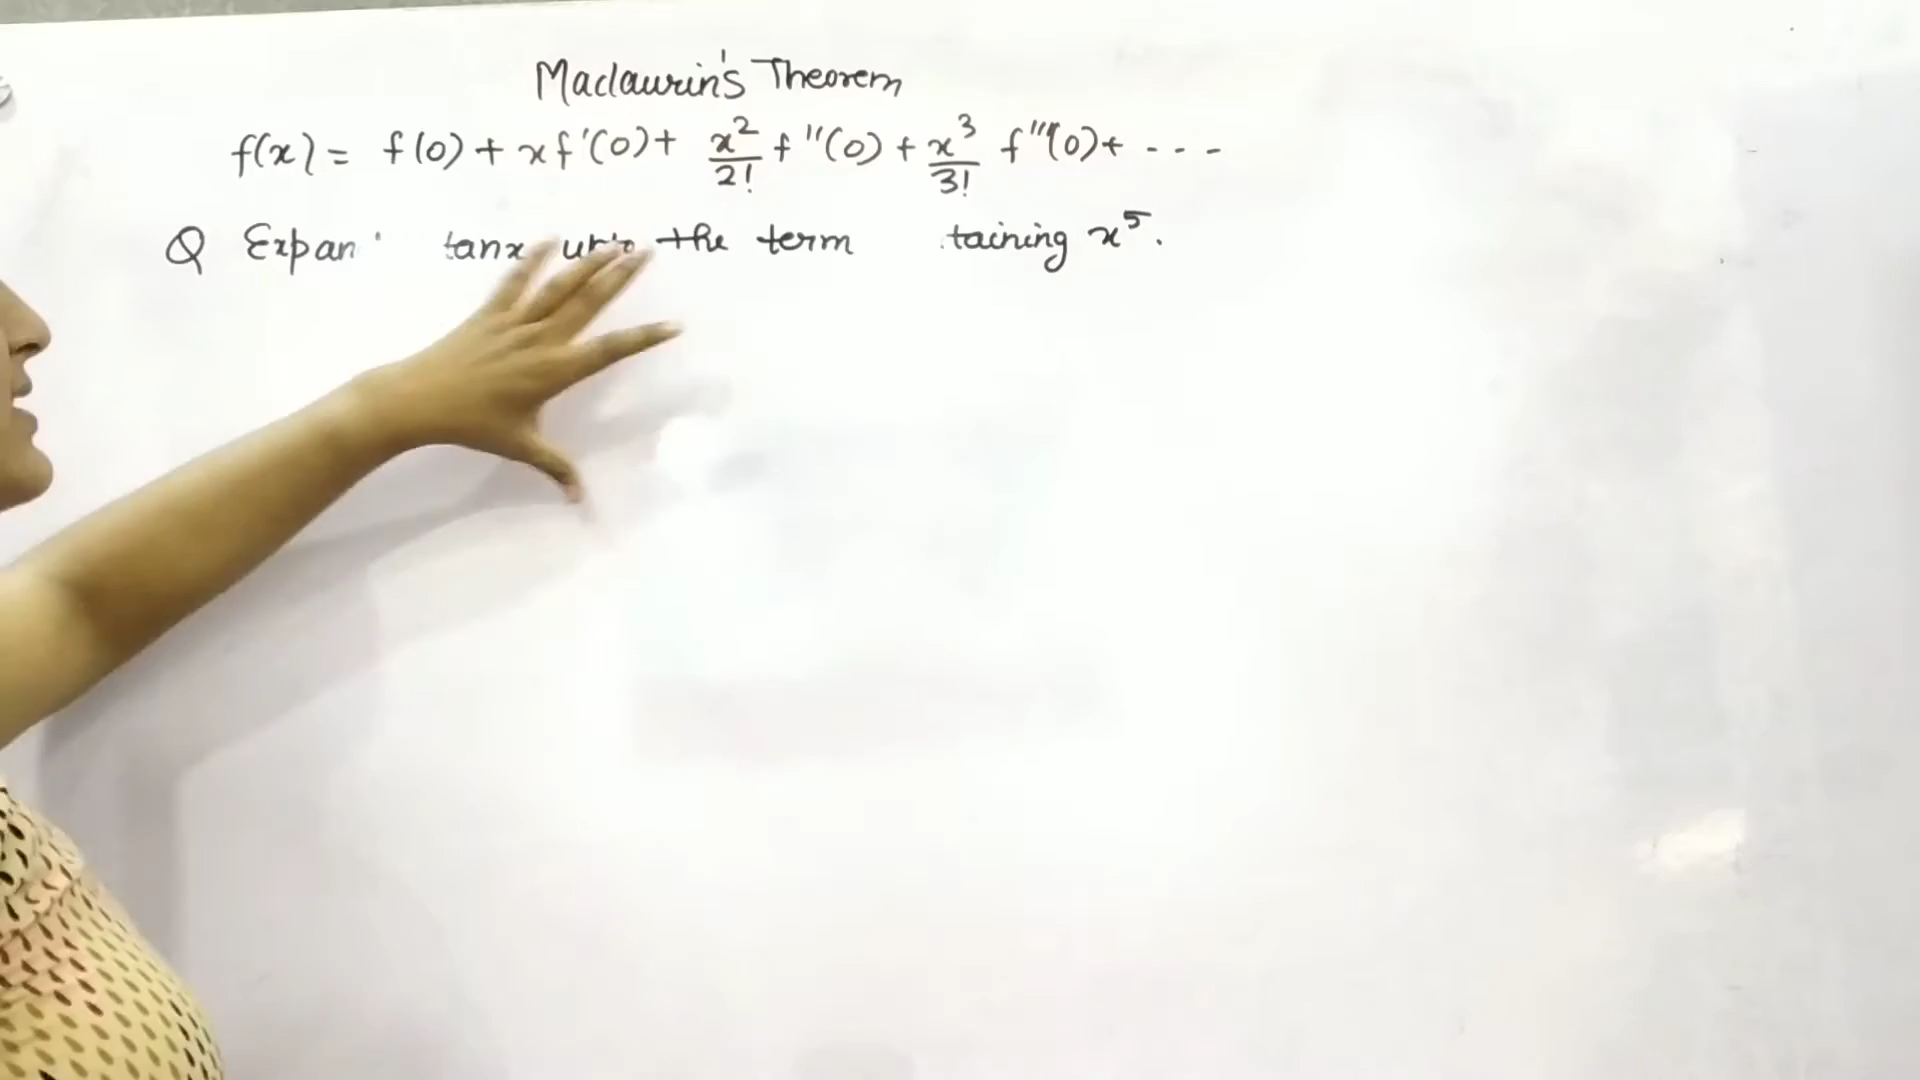 Maclaurin's Theorem
f(x) = f(0) + x f'(0) + x²/2! f''(0) + x³/3! f'''(0) + - - -
Q Expan tanx the term taining x⁵.